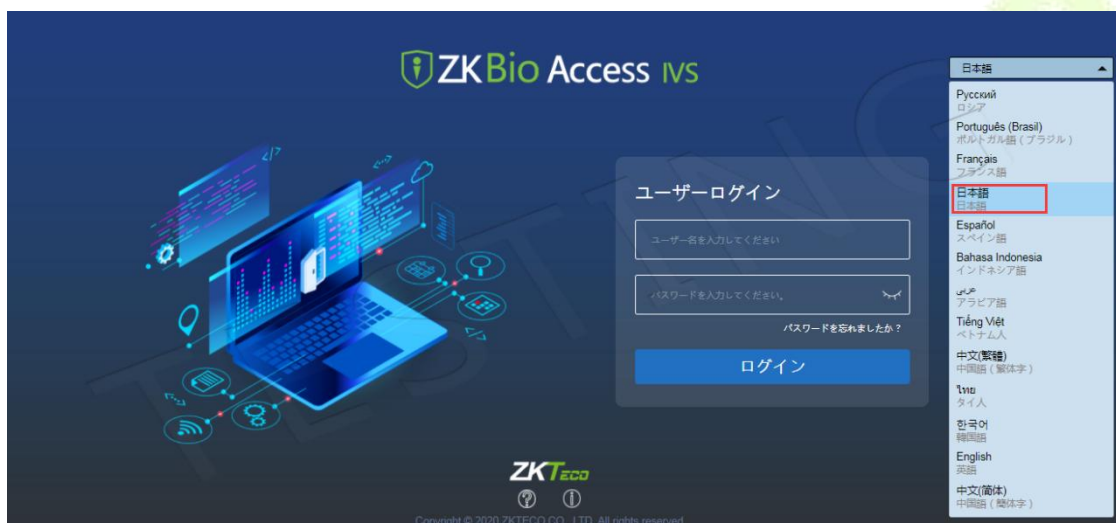 ZKBio Access IVS
日本語
Русский
ロシア
Português (Brasil)
ポルトガル語 ( ブラジル )
Français
フランス語
日本語
日本語
Español
スペイン語
Bahasa Indonesia
インドネシア語
عربي
アラビア語
Tiếng Việt
ベトナム人
中文(繁體)
中国語 ( 繁体字 )
ไทย
タイ人
한국어
韓国語
English
英語
中文(简体)
中国語 ( 簡体字 )
ユーザーログイン
ユーザー名を入力してください
パスワードを入力してください。
パスワードを忘れましたか？
ログイン
TESTING
ZKTECO
Copyright © 2020 ZKTECO CO., LTD. All rights reserved